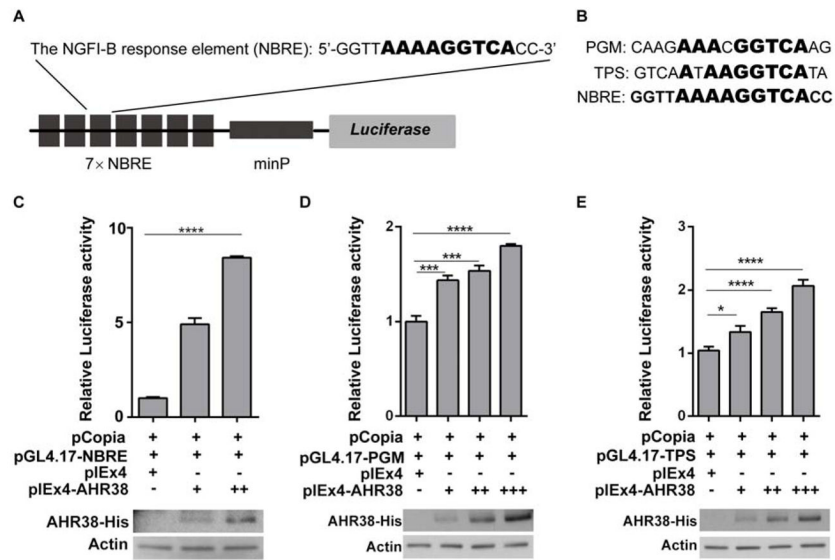 A
The NGFI-B response element (NBRE): 5'-GGTTAAAAGGTCACC-3'
Luciferase
7× NBRE
minP
B
PGM: CAAGAAACGGTCAAG
TPS: GTCAATAAGGTCATA
NBRE: GGTTAAAAGGTCACC
C
Relative Luciferase activity
10
5
0
****
pCopia + + +
pGL4.17-NBRE + + +
pIEx4 + - -
pIEx4-AHR38 - + ++
AHR38-His
Actin
D
Relative Luciferase activity
2
1
0
****
***
***
pCopia + + + +
pGL4.17-PGM + + + +
pIEx4 + - - -
pIEx4-AHR38 - + ++ +++
AHR38-His
Actin
E
Relative Luciferase activity
3
2
1
0
****
****
*
pCopia + + + +
pGL4.17-TPS + + + +
pIEx4 + - - -
pIEx4-AHR38 - + ++ +++
AHR38-His
Actin